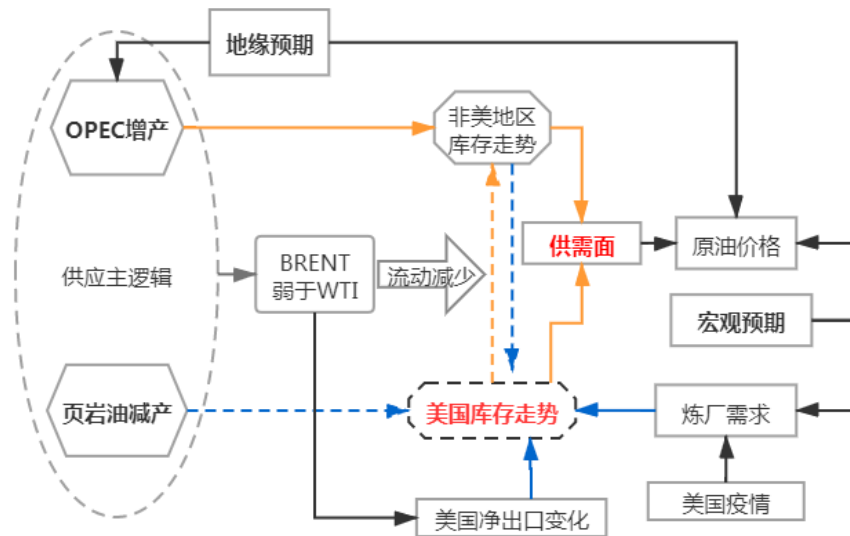 地缘预期
OPEC增产
非美地区
库存走势
供需面
原油价格
供应主逻辑
BRENT
弱于WTI
流动减少
宏观预期
页岩油减产
美国库存走势
炼厂需求
美国净出口变化
美国疫情